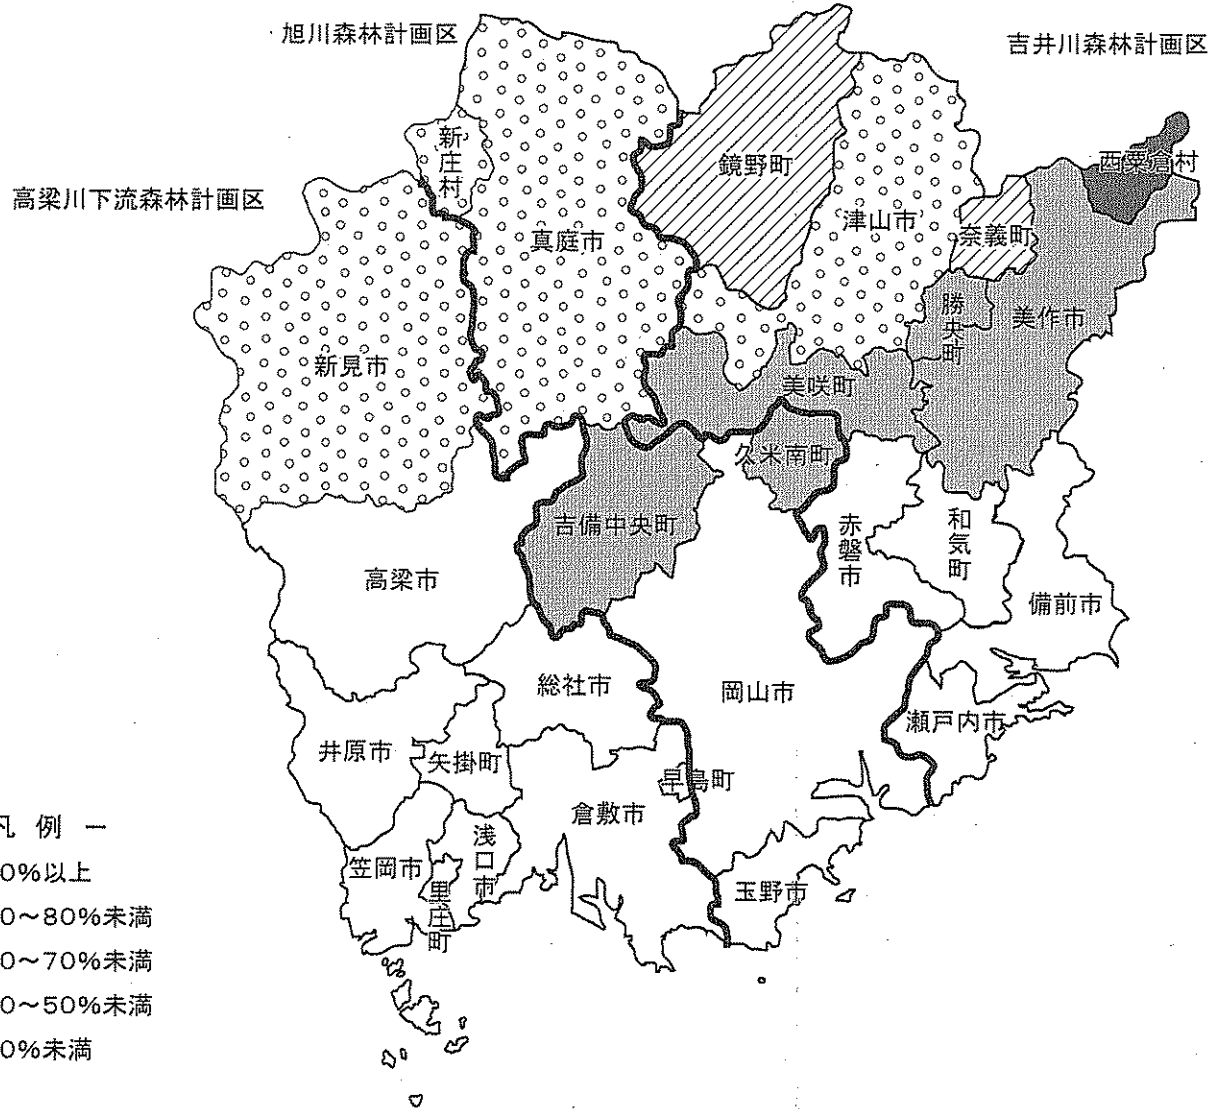 旭川森林計画区
吉井川森林計画区
高梁川下流森林計画区
新庄村
真庭市
鏡野町
津山市
奈義町
西粟倉村
勝央町
美作市
新見市
美咲町
久米南町
吉備中央町
赤磐市
和気町
備前市
高梁市
総社市
岡山市
瀬戸内市
井原市
矢掛町
早島町
倉敷市
浅口市
笠岡市
里庄町
玉野市
凡 例 ー
0%以上
0~80%未満
0~70%未満
0~50%未満
0%未満